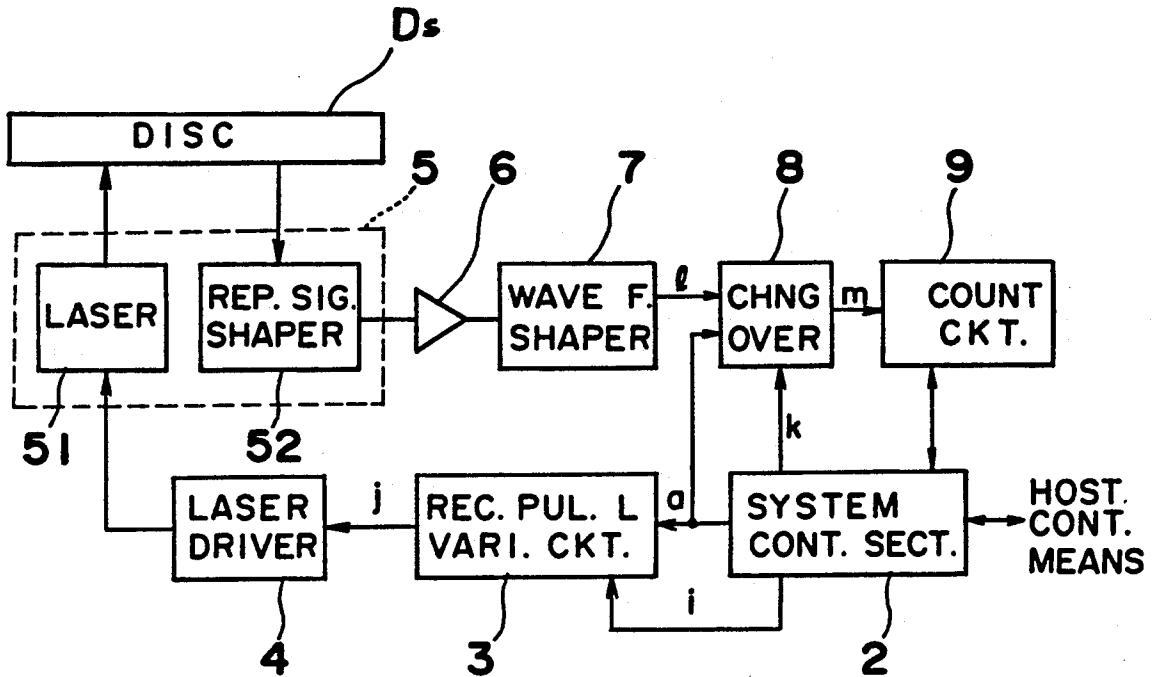 Ds
DISC
5
6
7
8
9
LASER
REP. SIG.
SHAPER
WAVE F.
SHAPER
l
CHNG
OVER
m
COUNT
CKT.
51
52
k
LASER
DRIVER
j
REC. PUL. L
VARI. CKT.
a
SYSTEM
CONT. SECT.
HOST.
CONT.
MEANS
i
4
3
2